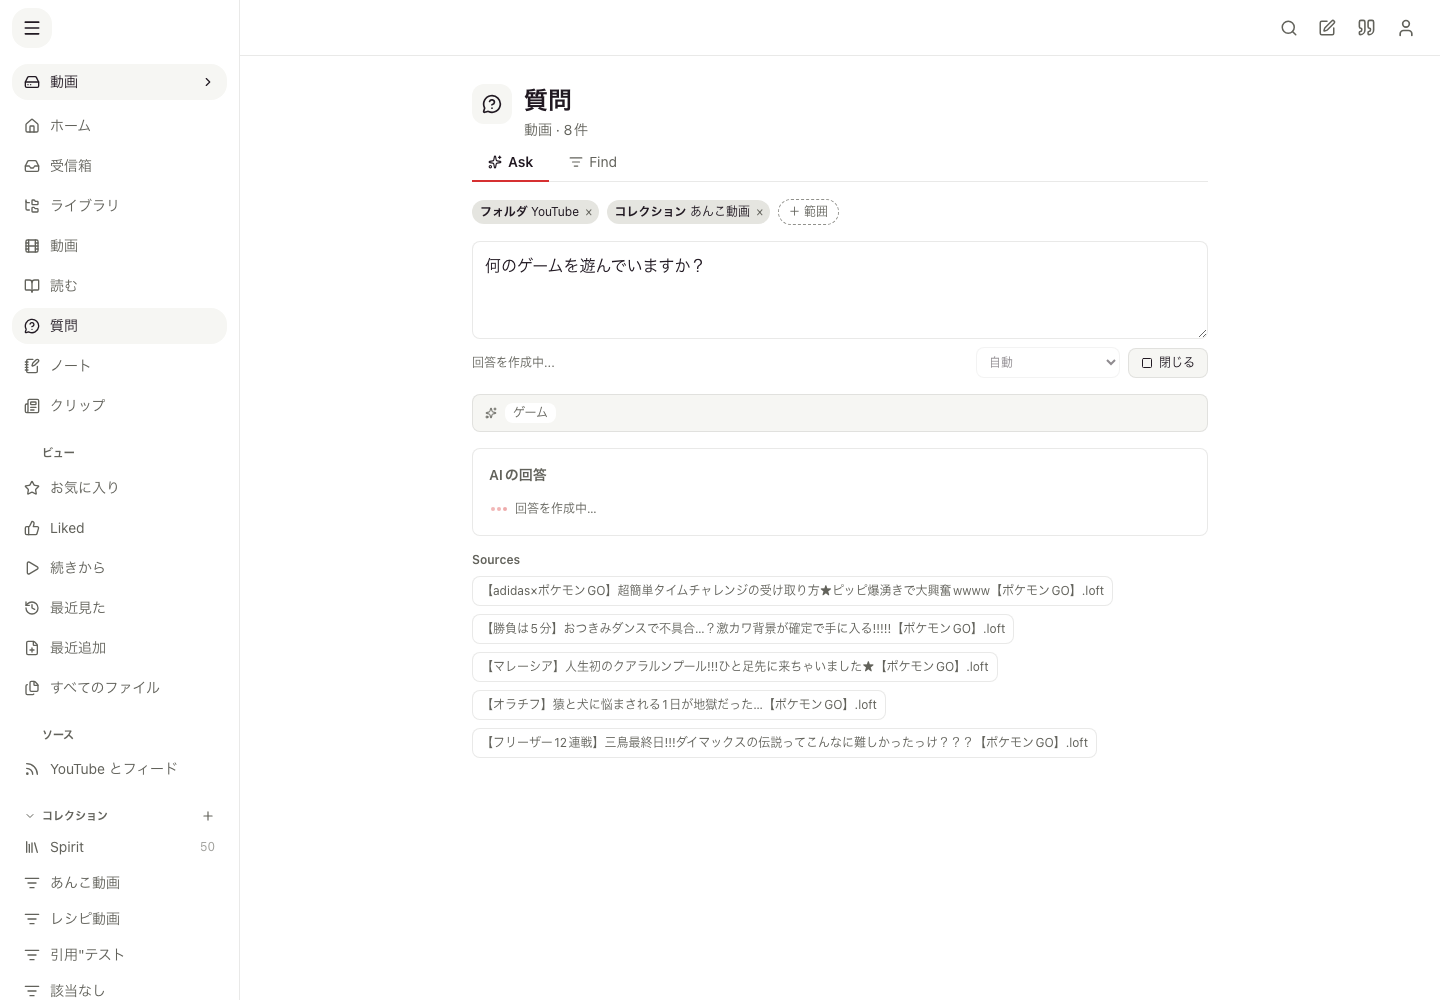 動画
ホーム
受信箱
ライブラリ
動画
読む
質問
ノート
クリップ
ビュー
お気に入り
Liked
続きから
最近見た
最近追加
すべてのファイル
ソース
YouTube とフィード
コレクション
Spirit 50
あんこ動画
レシピ動画
引用"テスト
該当なし
質問
動画 · 8件
Ask Find
フォルダ YouTube × コレクション あんこ動画 × + 範囲
何のゲームを遊んでいますか？
回答を作成中... 自動 閉じる
ゲーム
AIの回答
回答を作成中...
Sources
【adidas×ポケモンGO】超簡単タイムチャレンジの受け取り方★ピッピ爆湧きで大興奮wwww【ポケモンGO】.loft
【勝負は5分】おつきみダンスで不具合...？激カワ背景が確定で手に入る!!!!!【ポケモンGO】.loft
【マレーシア】人生初のクアラルンプール!!!ひと足先に来ちゃいました★【ポケモンGO】.loft
【オラチフ】猿と犬に悩まされる1日が地獄だった...【ポケモンGO】.loft
【フリーザー12連戦】三鳥最終日!!!ダイマックスの伝説ってこんなに難しかったっけ？？？【ポケモンGO】.loft